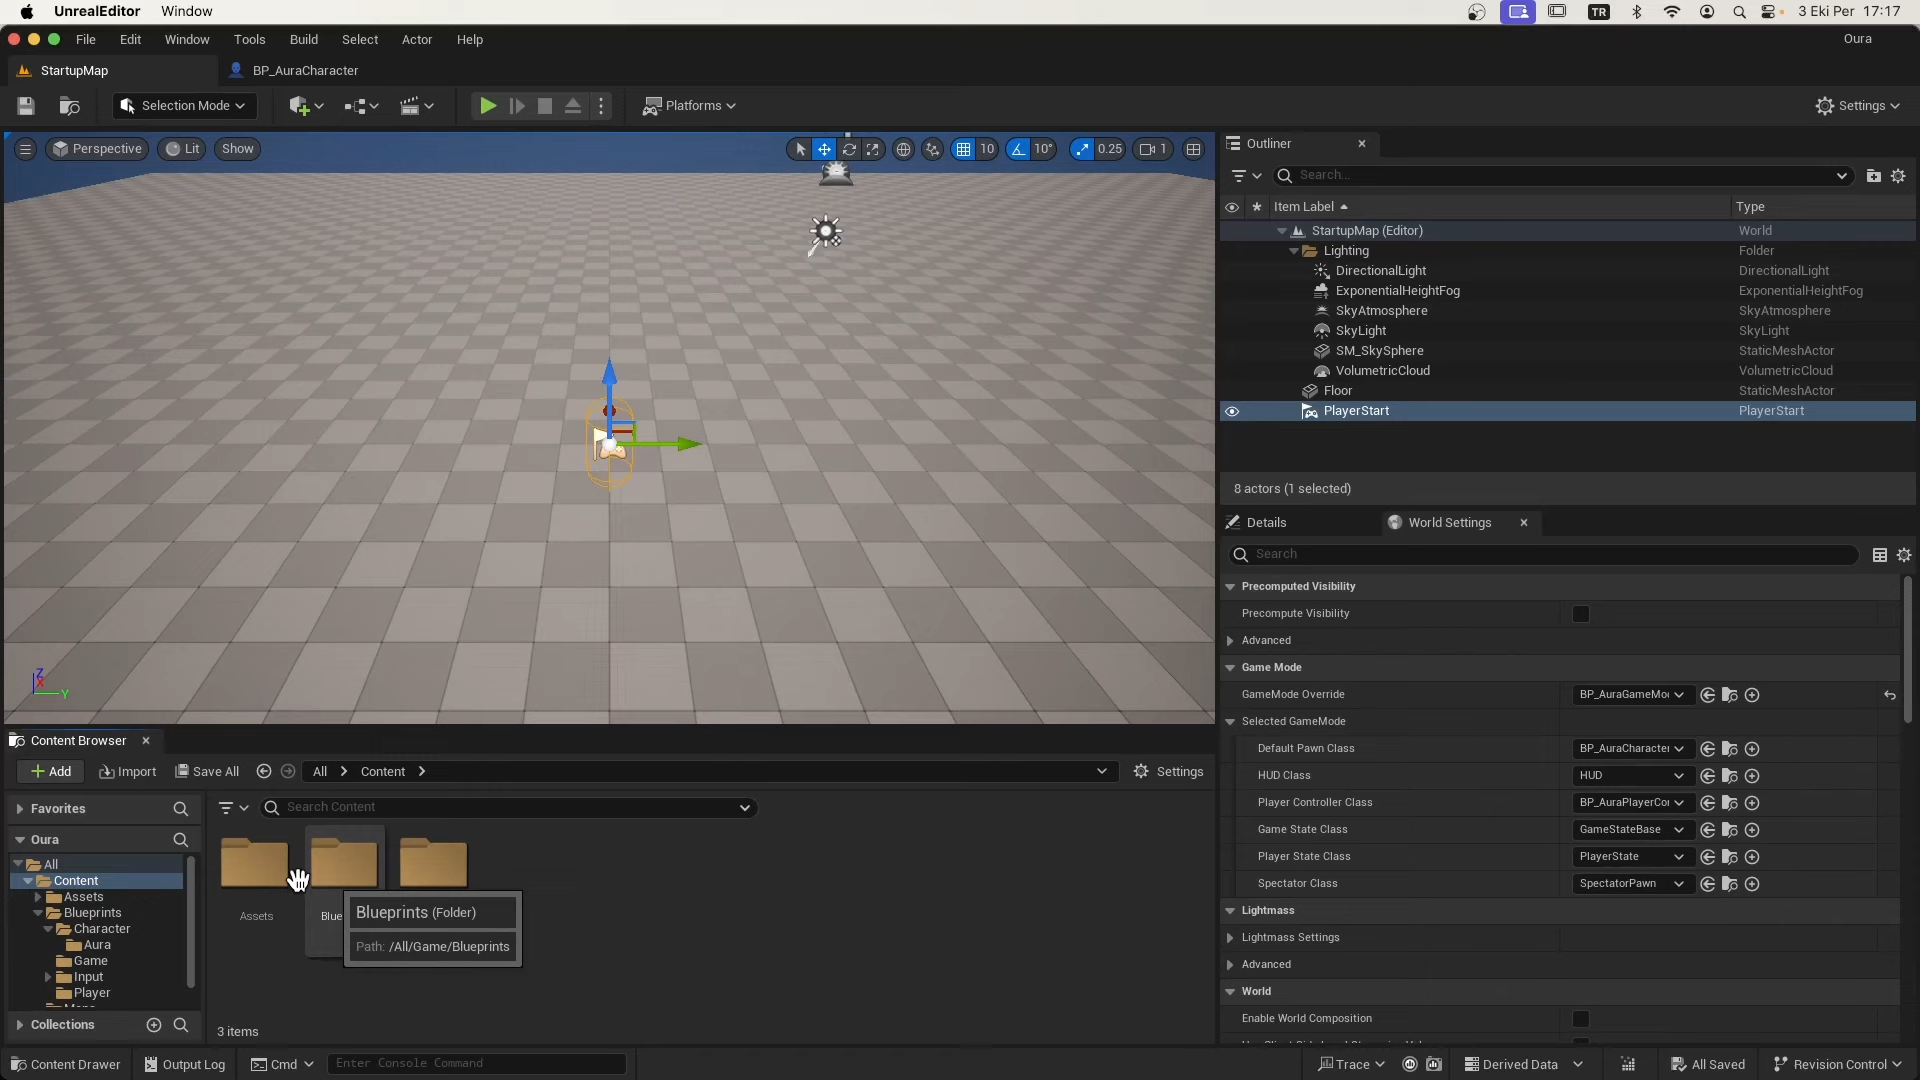 UnrealEditor Window
TR
3 Eki Per 17:17
File Edit Window Tools Build Select Actor Help
Oura
StartupMap
BP_AuraCharacter
Selection Mode
Platforms
Settings
Perspective
Lit
Show
10
10°
0.25
1
Z
X
Y
Outliner
Search...
Item Label
Type
StartupMap (Editor) World
Lighting Folder
DirectionalLight DirectionalLight
ExponentialHeightFog ExponentialHeightFog
SkyAtmosphere SkyAtmosphere
SkyLight SkyLight
SM_SkySphere StaticMeshActor
VolumetricCloud VolumetricCloud
Floor StaticMeshActor
PlayerStart PlayerStart
8 actors (1 selected)
Details
World Settings
Search
Precomputed Visibility
Precompute Visibility
Advanced
Game Mode
GameMode Override BP_AuraGameMo
Selected GameMode
Default Pawn Class BP_AuraCharacter
HUD Class HUD
Player Controller Class BP_AuraPlayerCo
Game State Class GameStateBase
Player State Class PlayerState
Spectator Class SpectatorPawn
Lightmass
Lightmass Settings
Advanced
World
Enable World Composition
Content Browser
Add
Import
Save All
All
Content
Settings
Favorites
Oura
All
Content
Assets
Blueprints
Character
Aura
Game
Input
Player
Collections
Search Content
Assets
Blue
Blueprints (Folder)
Path: /All/Game/Blueprints
3 items
Content Drawer
Output Log
Cmd
Enter Console Command
Trace
Derived Data
All Saved
Revision Control